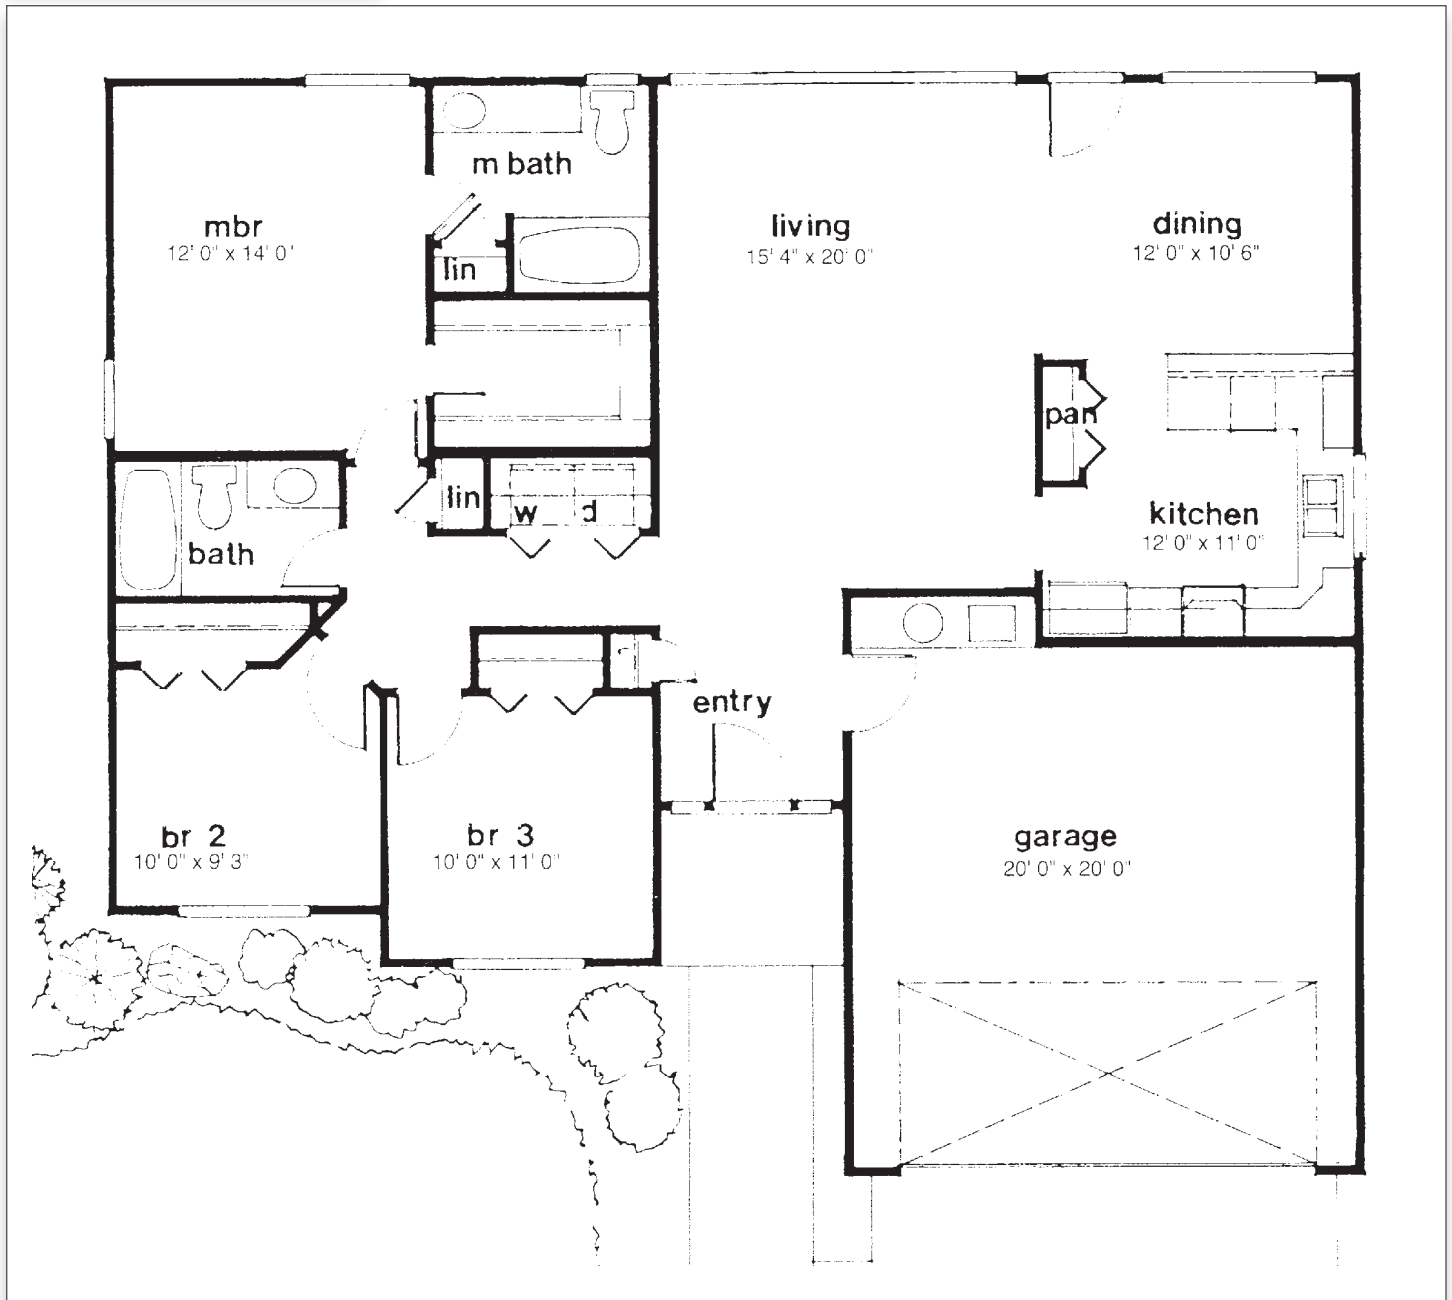 m bath
mbr
12' 0" x 14' 0'
living
15' 4" x 20' 0"
dining
12' 0" x 10' 6"
lin
pan
lin
w d
kitchen
12' 0" x 11' 0"
bath
entry
br 2
10' 0" x 9' 3"
br 3
10' 0" x 11' 0"
garage
20' 0" x 20' 0"